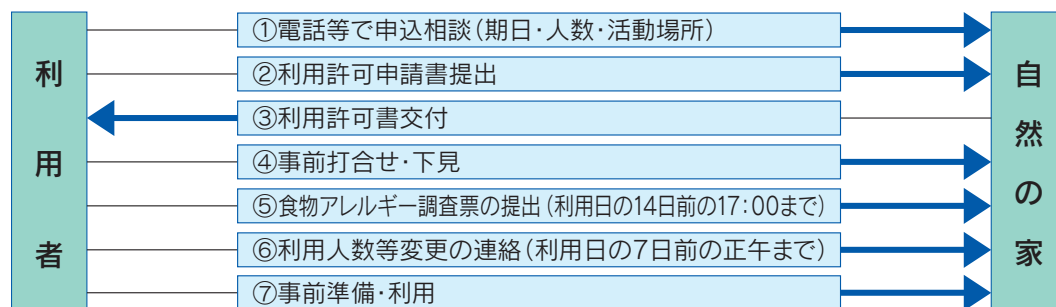 利用者
①電話等で申込相談(期日・人数・活動場所)
②利用許可申請書提出
③利用許可書交付
④事前打合せ・下見
⑤食物アレルギー調査票の提出(利用日の14日前の17:00まで)
⑥利用人数等変更の連絡(利用日の7日前の正午まで)
⑦事前準備・利用
自然の家